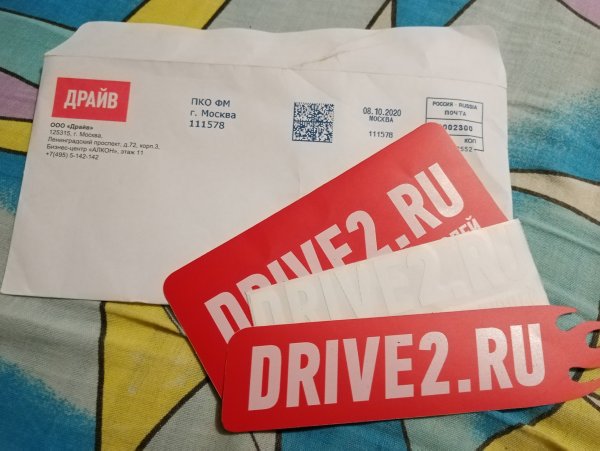 ДРАЙВ
ООО «Драйв»
125315, г. Москва,
Ленинградский проспект, д.72, корп.3,
Бизнес-центр «АЛКОН», этаж 11
+7(495) 5-142-142
ПКО ФМ
г. Москва
111578
08.10.2020
МОСКВА
111578
РОССИЯ - RUSSIA
ПОЧТА
002300
КОП
DRIVE2.RU
DRIVE2.RU
DRIVE2.RU